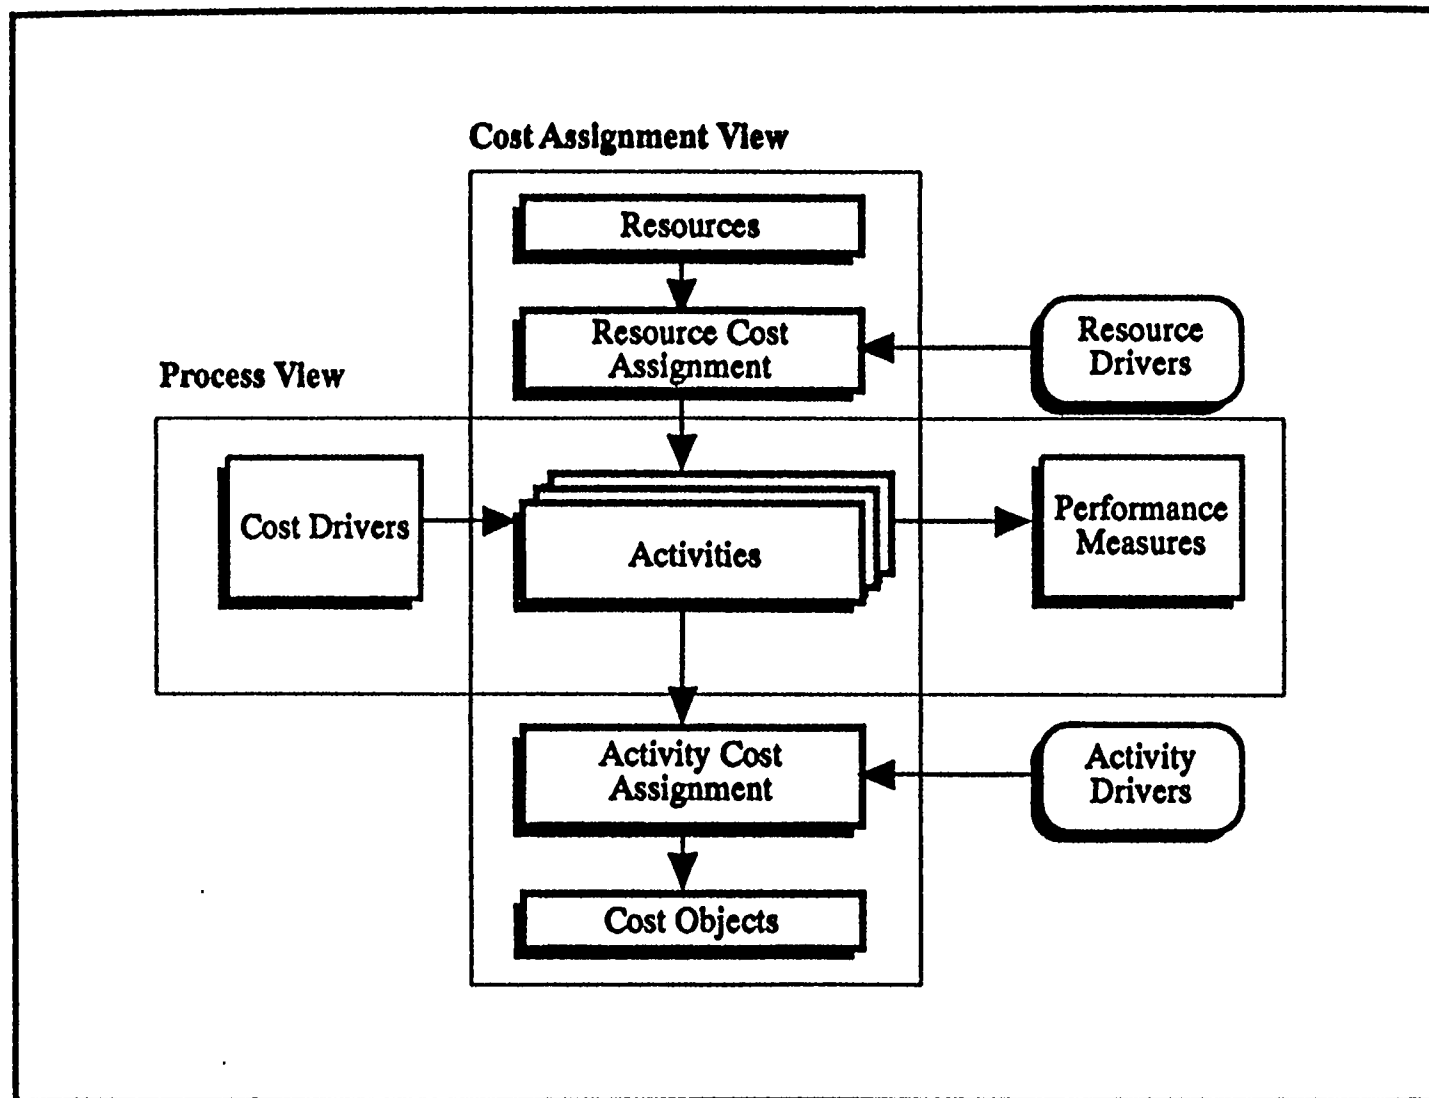 Cost Assignment View
Resources
Resource Cost
Assignment
Resource
Drivers
Process View
Cost Drivers
Activities
Performance
Measures
Activity Cost
Assignment
Activity
Drivers
Cost Objects